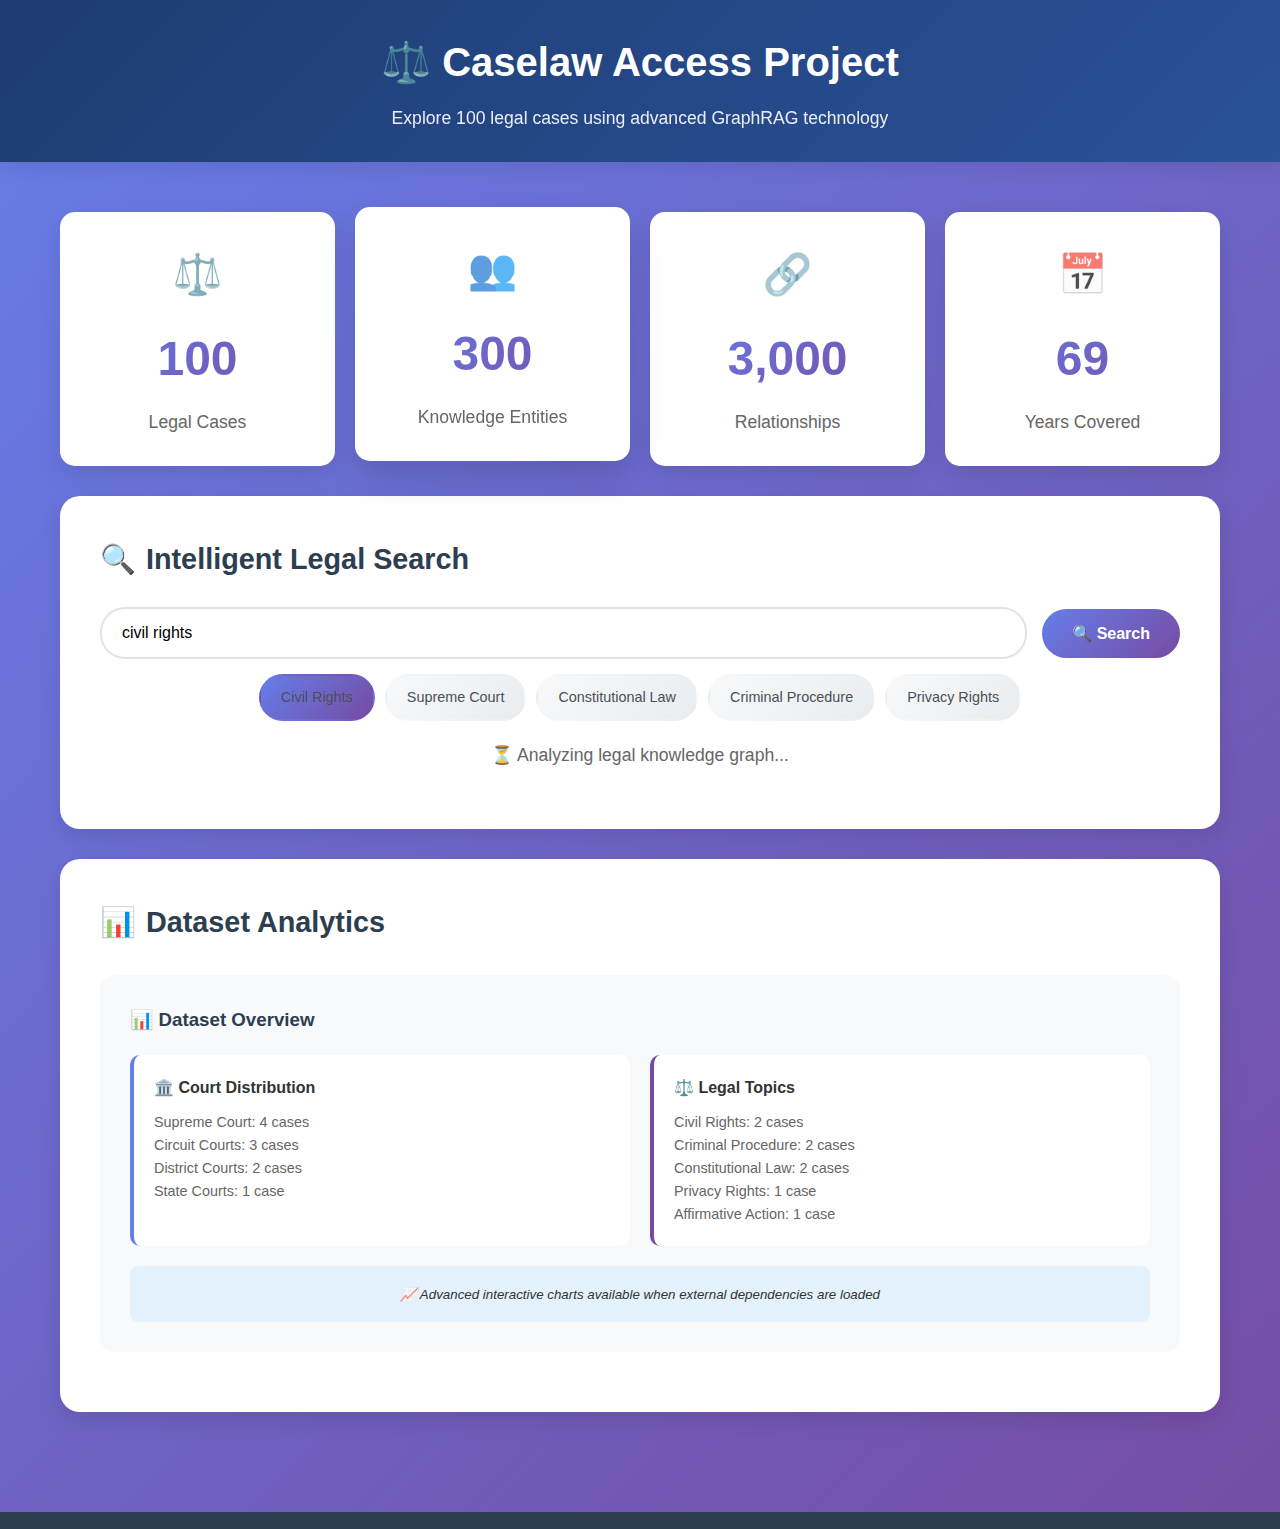 ⚖️ Caselaw Access Project
Explore 100 legal cases using advanced GraphRAG technology
100
Legal Cases
300
Knowledge Entities
3,000
Relationships
July
17
69
Years Covered
🔍 Intelligent Legal Search
civil rights
🔍 Search
Civil Rights
Supreme Court
Constitutional Law
Criminal Procedure
Privacy Rights
⏳ Analyzing legal knowledge graph...
📊 Dataset Analytics
📊 Dataset Overview
🏛️ Court Distribution
Supreme Court: 4 cases
Circuit Courts: 3 cases
District Courts: 2 cases
State Courts: 1 case
⚖️ Legal Topics
Civil Rights: 2 cases
Criminal Procedure: 2 cases
Constitutional Law: 2 cases
Privacy Rights: 1 case
Affirmative Action: 1 case
📈 Advanced interactive charts available when external dependencies are loaded